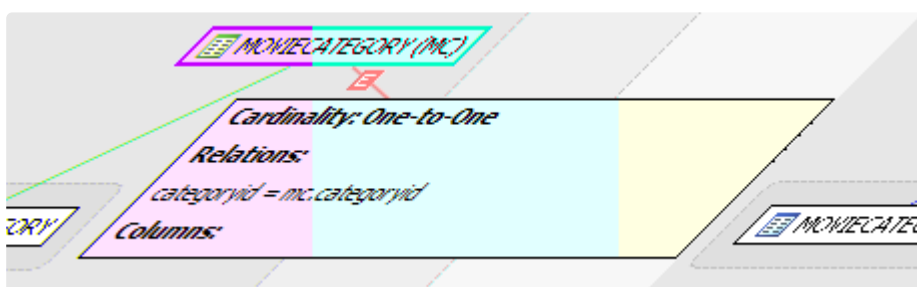 MOVIECATEGORY (MC)
E
Cardinality: One-to-One
Relations:
categoryid = mc.categoryid
Columns: